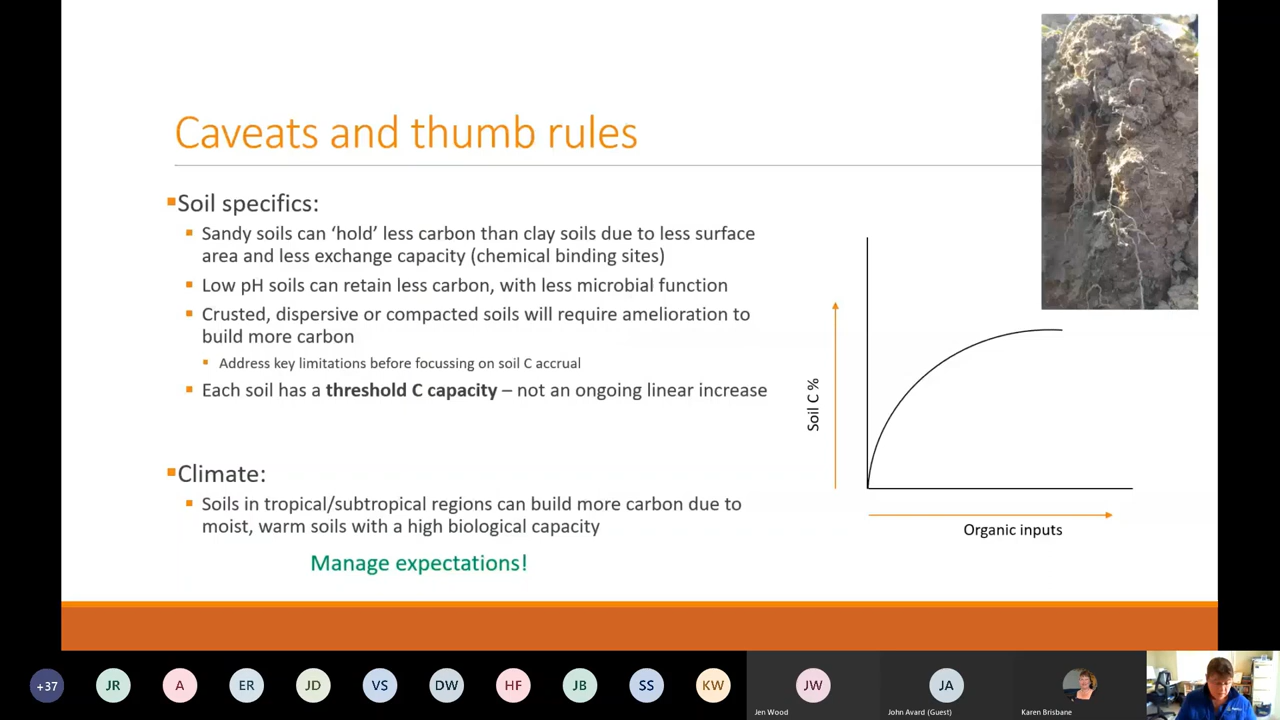 Caveats and thumb rules
Soil specifics:
Sandy soils can ‘hold’ less carbon than clay soils due to less surface
area and less exchange capacity (chemical binding sites)
Low pH soils can retain less carbon, with less microbial function
Crusted, dispersive or compacted soils will require amelioration to
build more carbon
Address key limitations before focussing on soil C accrual
Each soil has a threshold C capacity – not an ongoing linear increase
Climate:
Soils in tropical/subtropical regions can build more carbon due to
moist, warm soils with a high biological capacity
Manage expectations!
Soil C %
Organic inputs
+37
JR
A
ER
JD
VS
DW
HF
JB
SS
KW
JW
Jen Wood
JA
John Avard (Guest)
Karen Brisbane